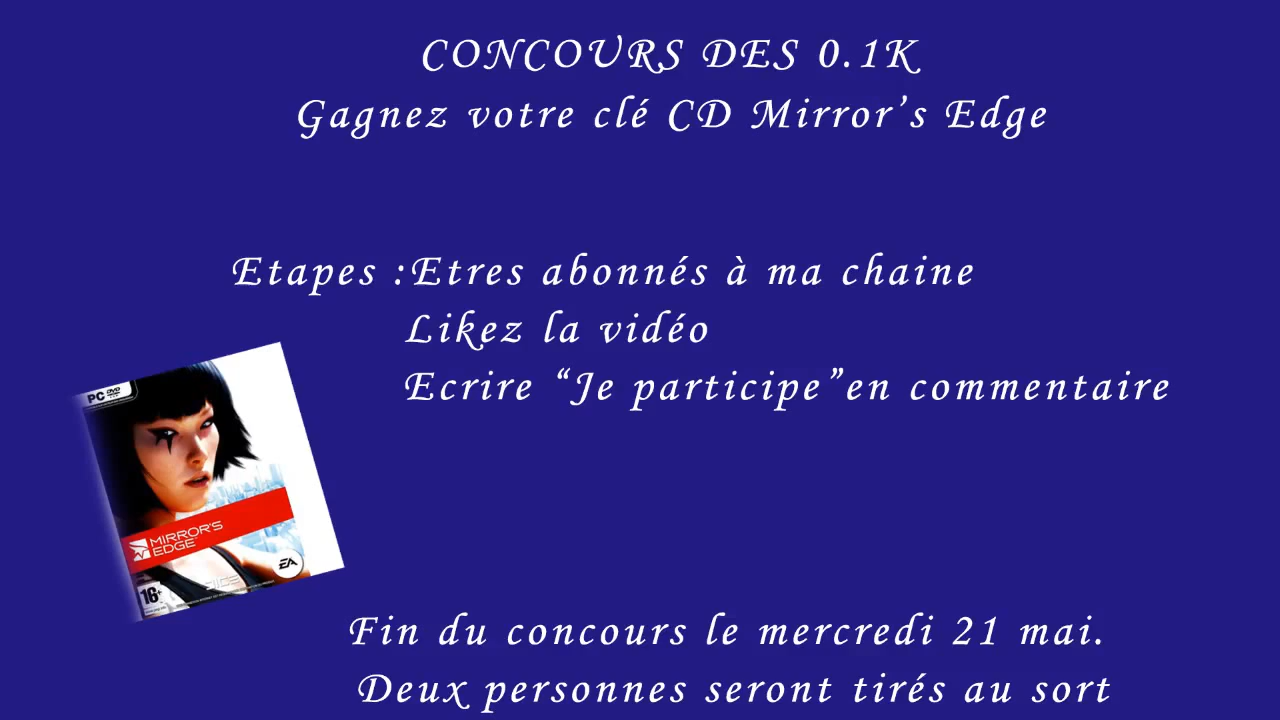 CONCOURS DES 0.1K
Gagnez votre clé CD Mirror’s Edge
Etapes :Etres abonnés à ma chaine
Likez la vidéo
Ecrire “Je participe”en commentaire
PC DVD
MIRROR'S
EDGE
EA
DICE
16+
Fin du concours le mercredi 21 mai.
Deux personnes seront tirés au sort